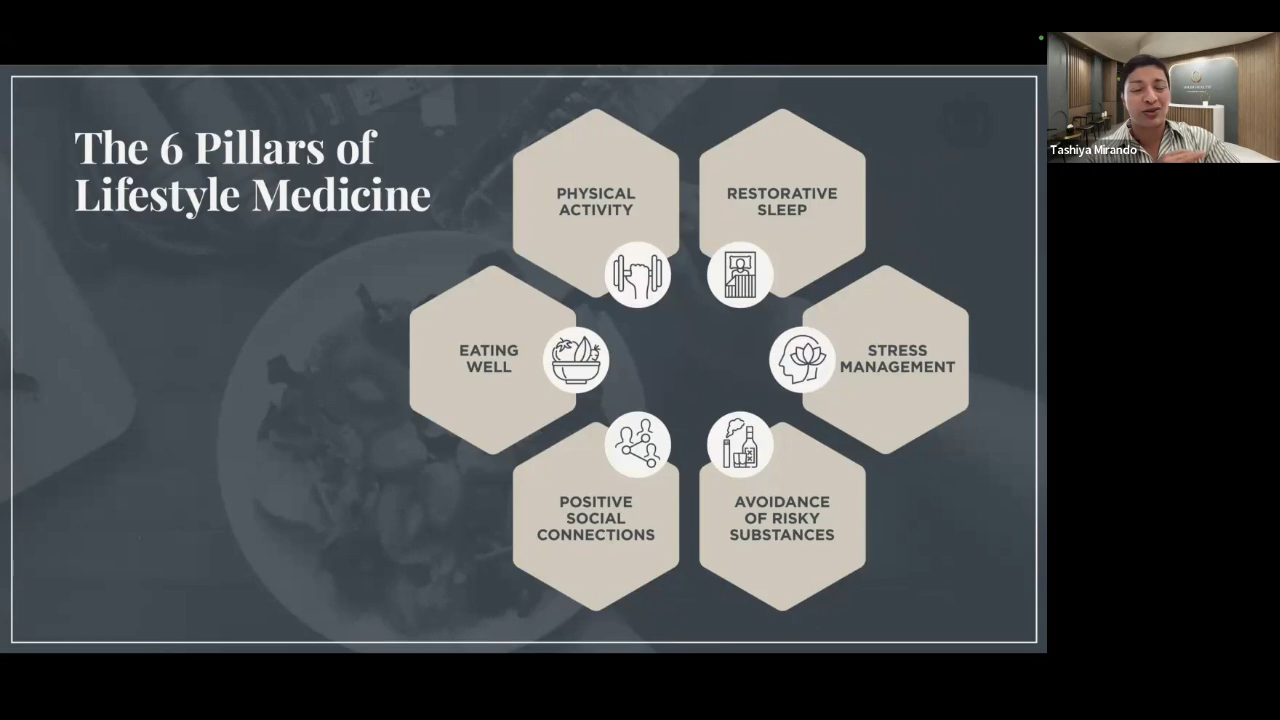 The 6 Pillars of
Lifestyle Medicine
PHYSICAL
ACTIVITY
RESTORATIVE
SLEEP
EATING
WELL
STRESS
MANAGEMENT
POSITIVE
SOCIAL
CONNECTIONS
AVOIDANCE
OF RISKY
SUBSTANCES
Tashiya Mirando